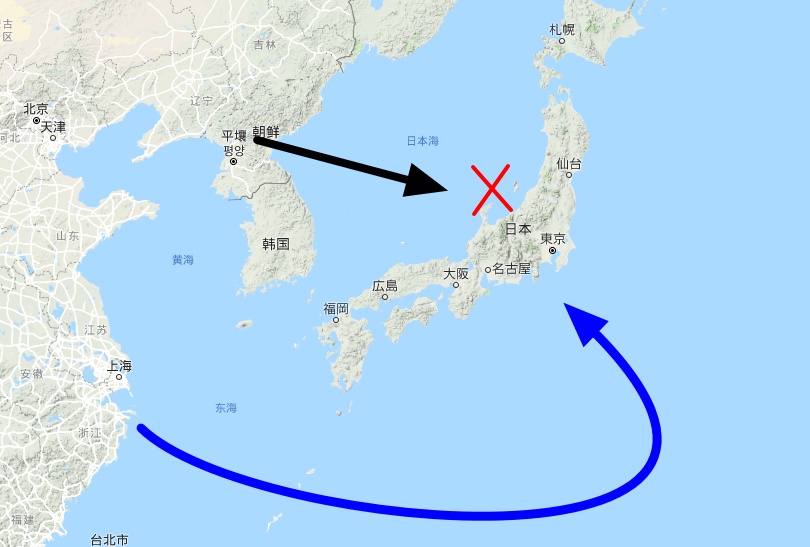 札幌
古
区
吉林
辽宁
北京
天津
河北
平壤
평양
朝鲜
日本海
仙台
山东
韩国
日本
東京
黄海
大阪
名古屋
広島
福岡
江苏
上海
安徽
东海
浙江
福建
台北市